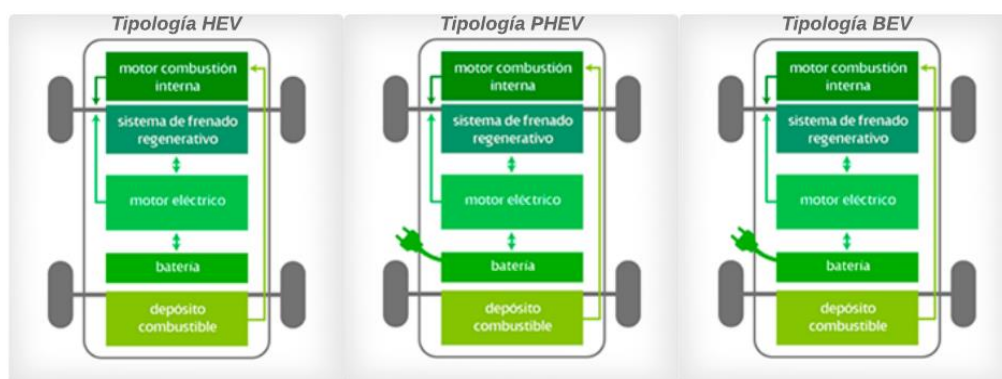 Tipología HEV
motor combustión
interna
sistema de frenado
regenerativo
motor eléctrico
batería
depósito
combustible
Tipología PHEV
motor combustión
interna
sistema de frenado
regenerativo
motor eléctrico
batería
depósito
combustible
Tipología BEV
motor combustión
interna
sistema de frenado
regenerativo
motor eléctrico
batería
depósito
combustible